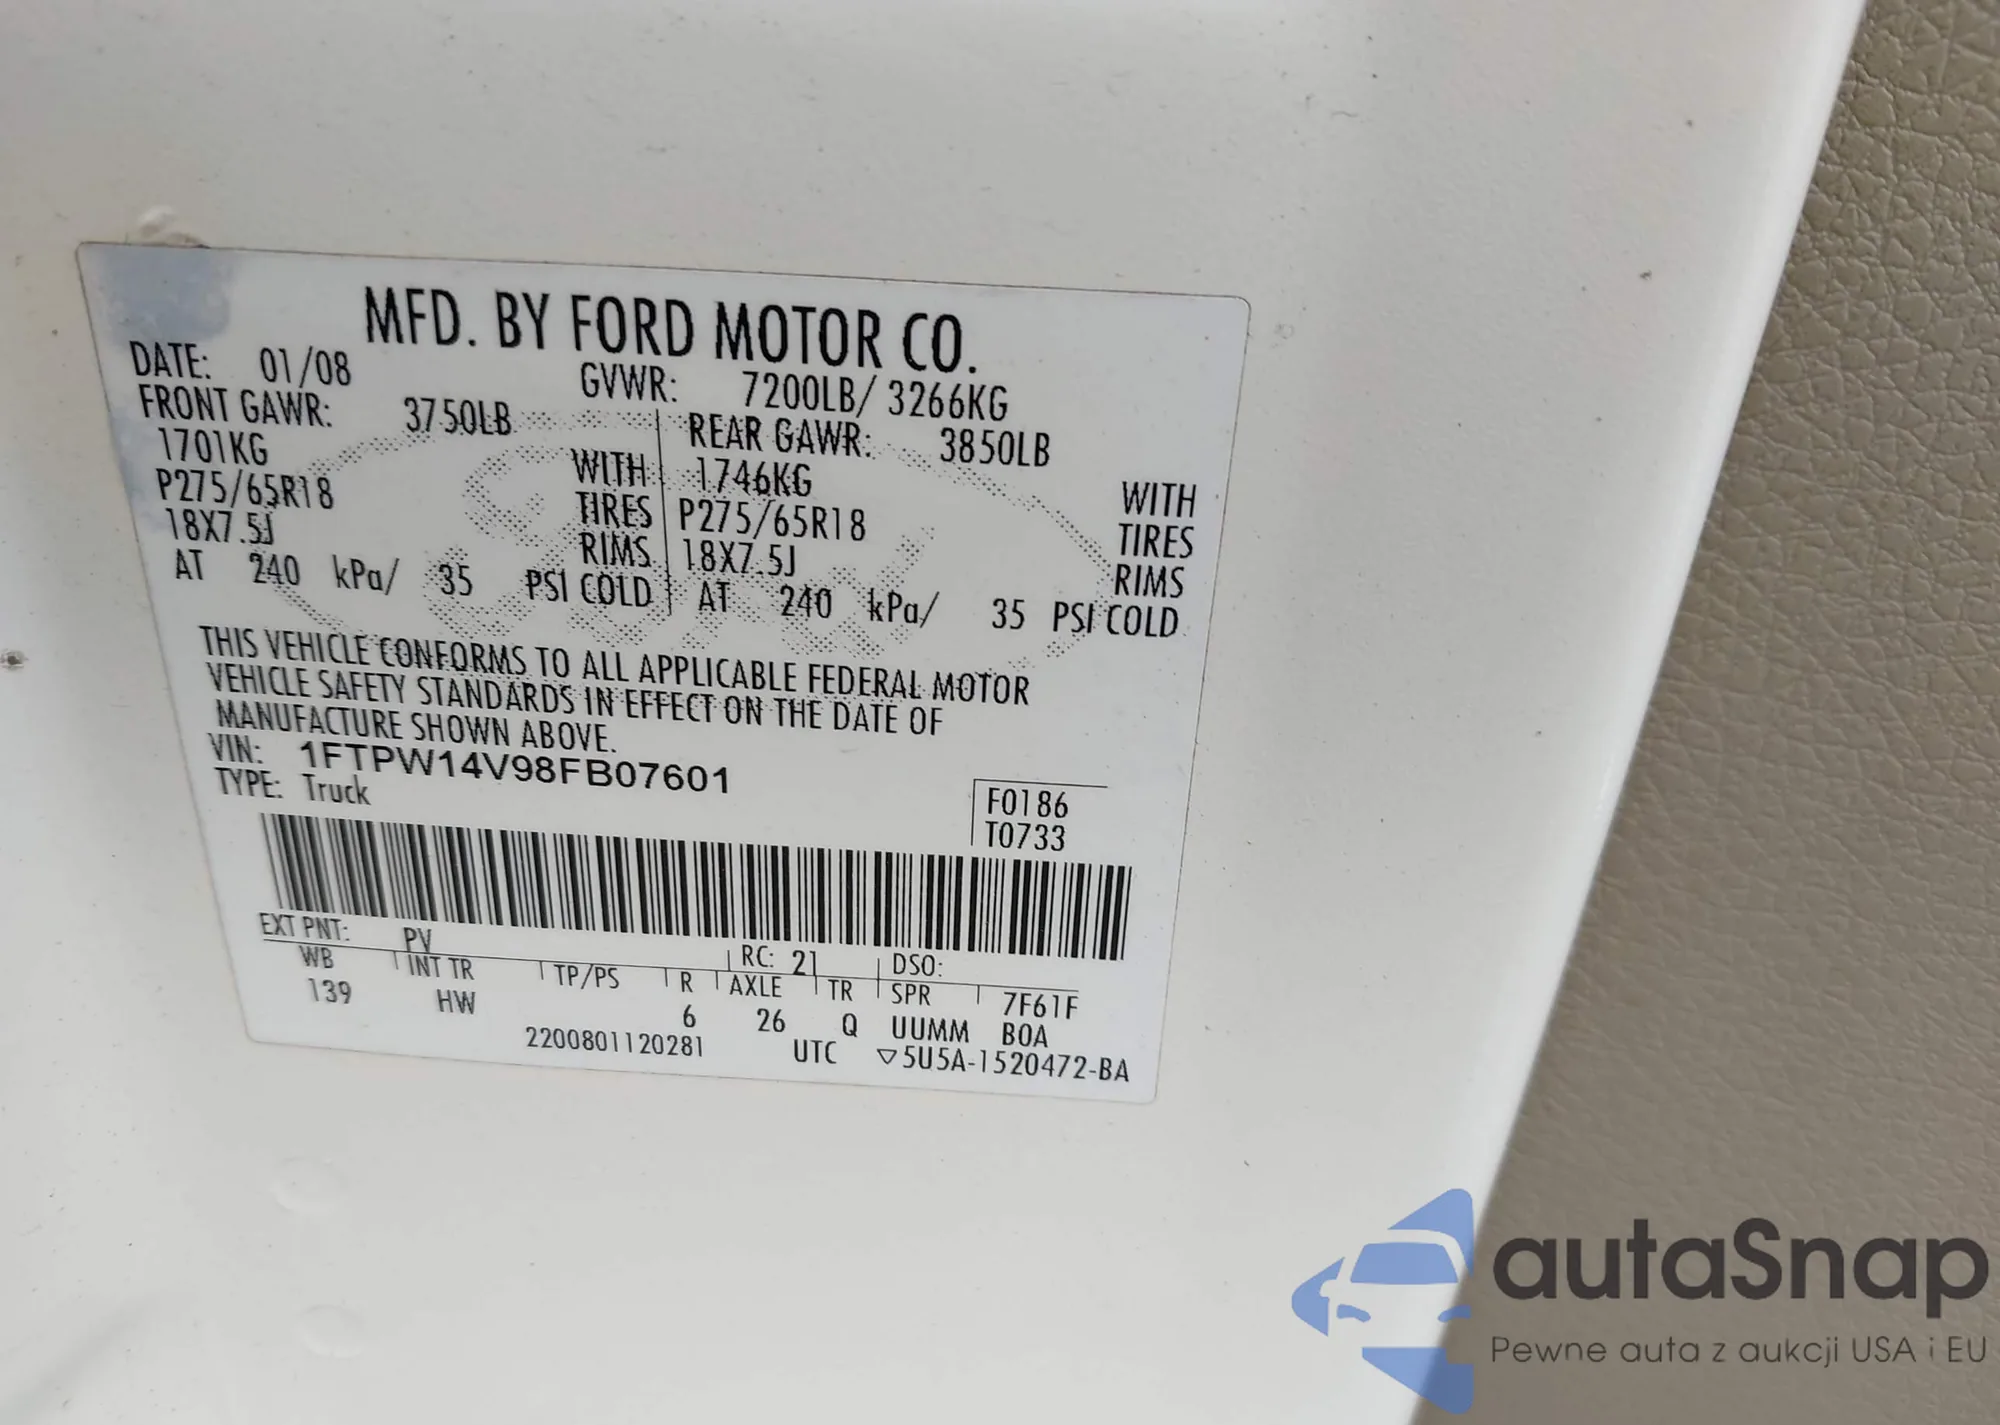 MFD. BY FORD MOTOR CO.
DATE: 01/08 GVWR: 7200LB/ 3266KG
FRONT GAWR: 3750LB REAR GAWR: 3850LB
1701KG WITH 1746KG WITH
P275/65R18 TIRES P275/65R18 TIRES
18X7.5J RIMS 18X7.5J RIMS
AT 240 kPa/ 35 PSI COLD AT 240 kPa/ 35 PSI COLD
THIS VEHICLE CONFORMS TO ALL APPLICABLE FEDERAL MOTOR
VEHICLE SAFETY STANDARDS IN EFFECT ON THE DATE OF
MANUFACTURE SHOWN ABOVE.
VIN: 1FTPW14V98FB07601
TYPE: Truck
F0186
T0733
EXT PNT: PV RC: 21 DSO:
WB INT TR TP/PS R AXLE TR SPR 7F61F
139 HW 6 26 Q UUMM B0A
2200801120281 UTC ▽5U5A-1520472-BA
autaSnap
Pewne auta z aukcji USA i EU